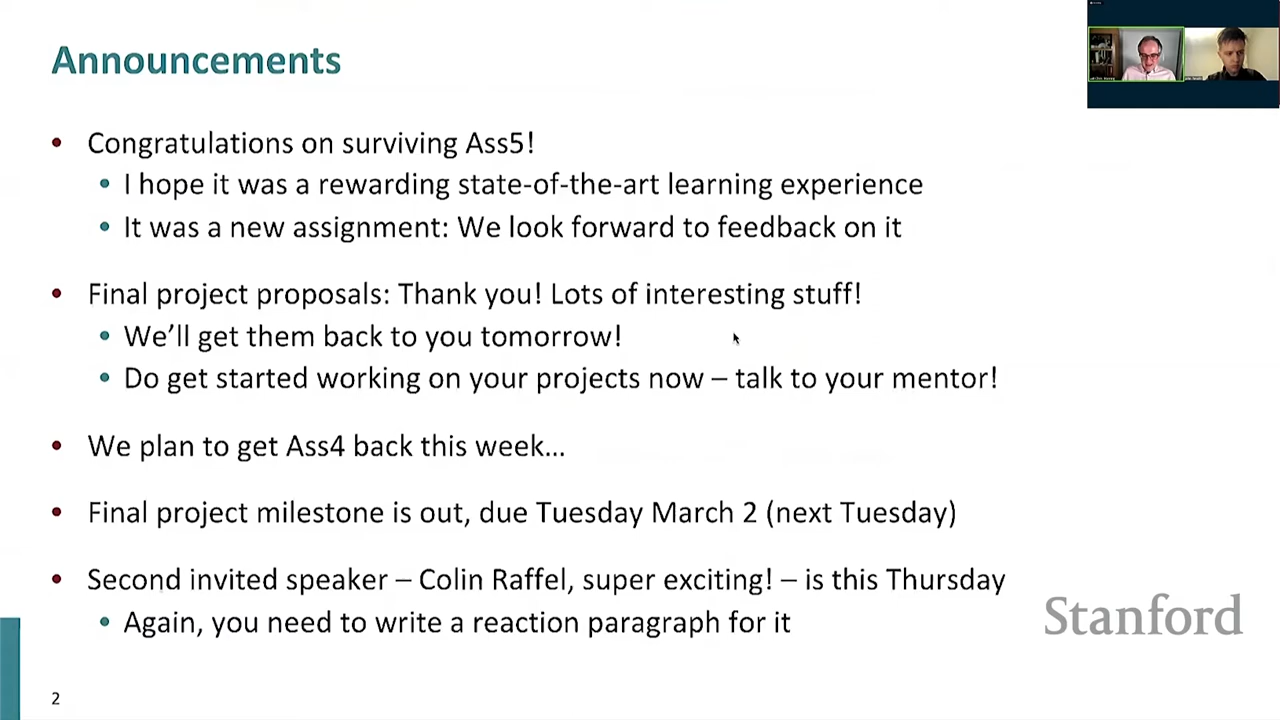 Announcements
• Congratulations on surviving Ass5!
• I hope it was a rewarding state-of-the-art learning experience
• It was a new assignment: We look forward to feedback on it
• Final project proposals: Thank you! Lots of interesting stuff!
• We’ll get them back to you tomorrow!
• Do get started working on your projects now – talk to your mentor!
• We plan to get Ass4 back this week…
• Final project milestone is out, due Tuesday March 2 (next Tuesday)
• Second invited speaker – Colin Raffel, super exciting! – is this Thursday
• Again, you need to write a reaction paragraph for it
Stanford
2